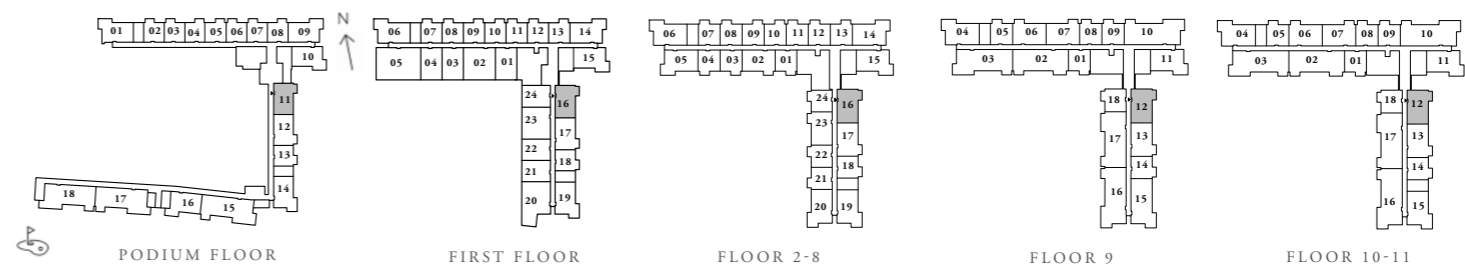 01 02 03 04 05 06 07 08 09
10
11
12
13
14
18 17 16 15
PODIUM FLOOR
N
06 07 08 09 10 11 12 13 14
05 04 03 02 01 15
24 16
23 17
22 18
21
20 19
FIRST FLOOR
06 07 08 09 10 11 12 13 14
05 04 03 02 01 15
24 16
23 17
22 18
21
20 19
FLOOR 2-8
04 05 06 07 08 09 10
03 02 01 11
18 12
17 13
14
16 15
FLOOR 9
04 05 06 07 08 09 10
03 02 01 11
18 12
17 13
14
16 15
FLOOR 10-11